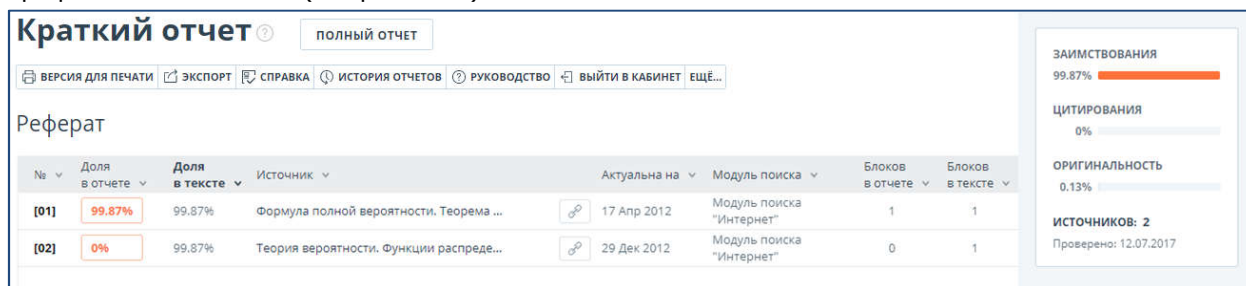 Краткий отчет ? ПОЛНЫЙ ОТЧЕТ
ВЕРСИЯ ДЛЯ ПЕЧАТИ ЭКСПОРТ СПРАВКА ИСТОРИЯ ОТЧЕТОВ ? РУКОВОДСТВО ВЫЙТИ В КАБИНЕТ ЕЩЁ...
Реферат
№ Доля в отчете Доля в тексте Источник Актуальна на Модуль поиска Блоков в отчете Блоков в тексте
[01] 99.87% 99.87% Формула полной вероятности. Теорема ... 17 Апр 2012 Модуль поиска "Интернет" 1 1
[02] 0% 99.87% Теория вероятности. Функции распреде... 29 Дек 2012 Модуль поиска "Интернет" 0 1
ЗАИМСТВОВАНИЯ
99.87%
ЦИТИРОВАНИЯ
0%
ОРИГИНАЛЬНОСТЬ
0.13%
ИСТОЧНИКОВ: 2
Проверено: 12.07.2017